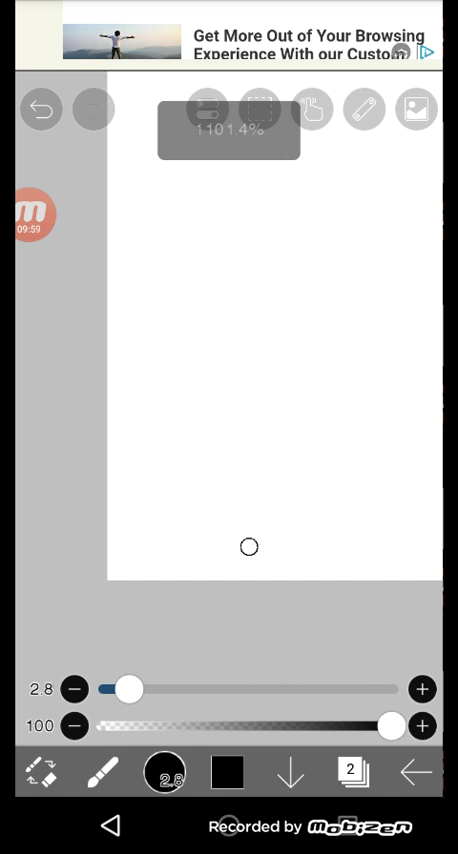 Get More Out of Your Browsing
Experience With our Custom
1101.4%
m
09:59
2.8
100
2.8
2
Recorded by mobizen